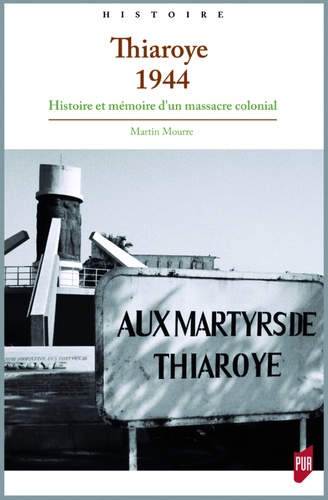 HISTOIRE
Thiaroye
1944
Histoire et mémoire d'un massacre colonial
Martin Mourre
AUX MARTYRS DE
THIAROYE
PUR